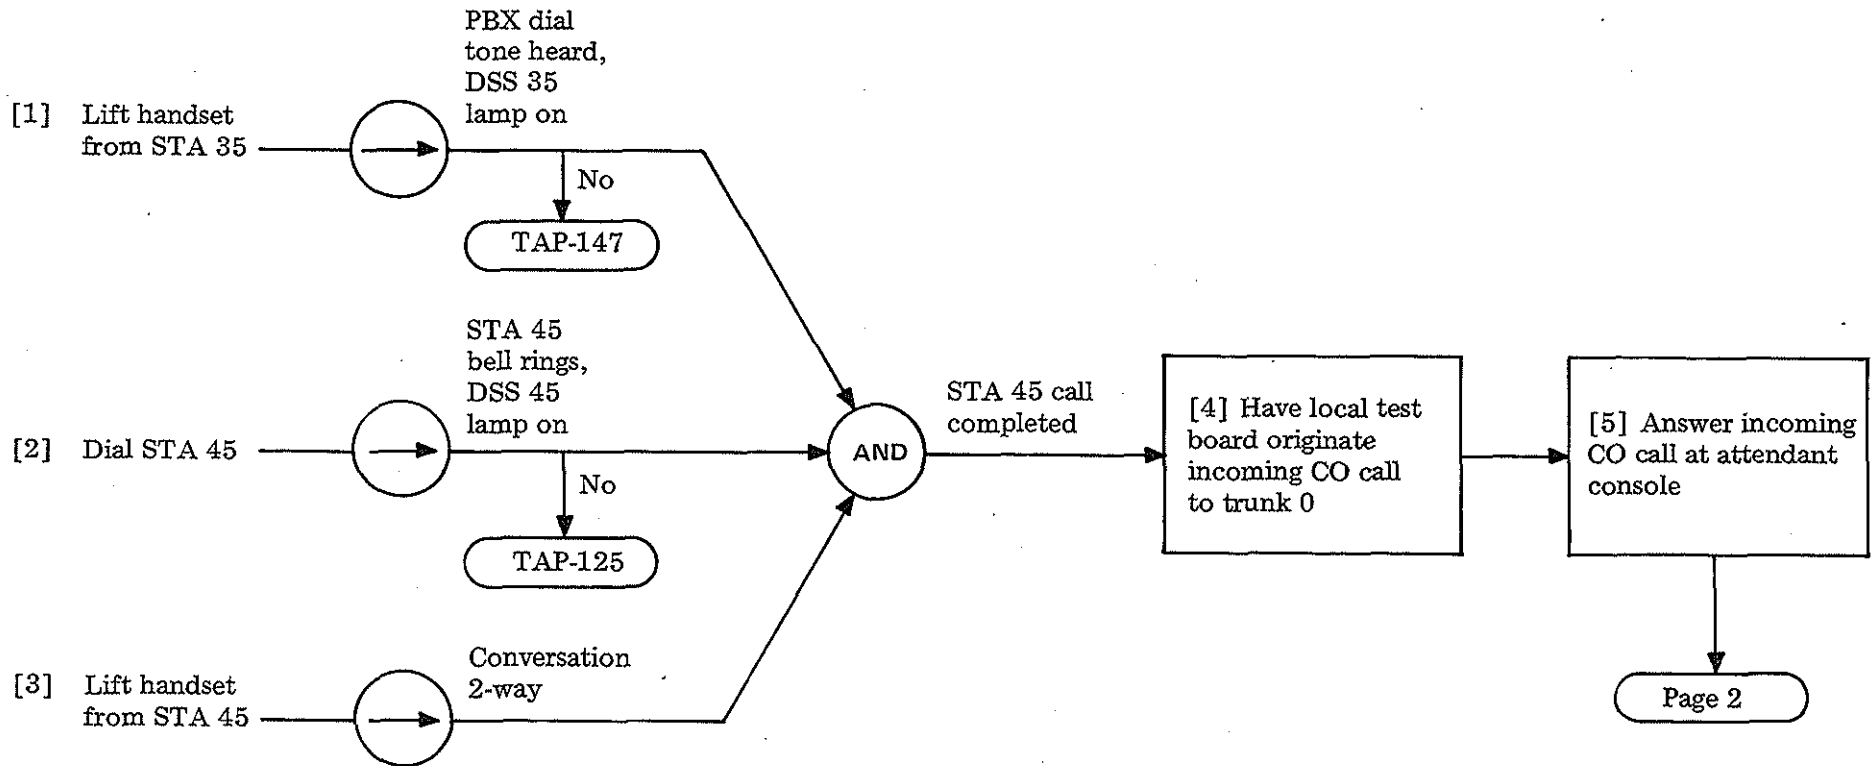 PBX dial
tone heard,
DSS 35
lamp on
[1] Lift handset
from STA 35
No
TAP-147
STA 45
bell rings,
DSS 45
lamp on
[2] Dial STA 45
No
TAP-125
[3] Lift handset
from STA 45
Conversation
2-way
AND
STA 45 call
completed
[4] Have local test
board originate
incoming CO call
to trunk 0
[5] Answer incoming
CO call at attendant
console
Page 2